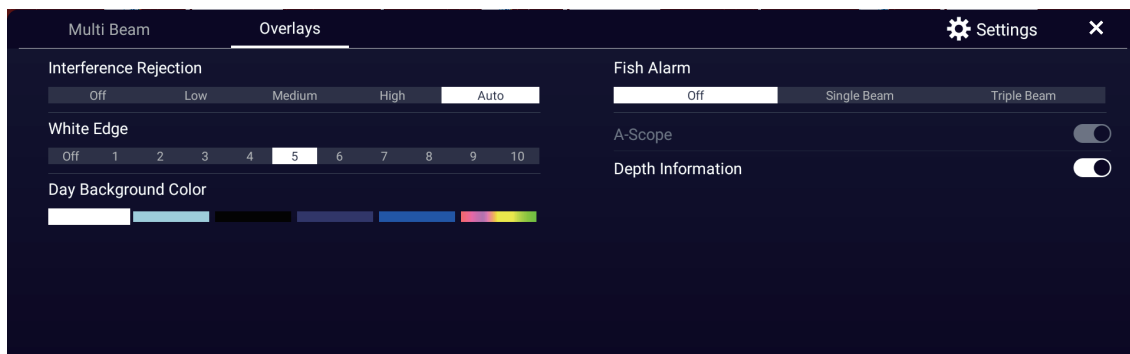 Multi Beam Overlays Settings
Interference Rejection
Off Low Medium High Auto
White Edge
Off 1 2 3 4 5 6 7 8 9 10
Day Background Color
Fish Alarm
Off Single Beam Triple Beam
A-Scope
Depth Information